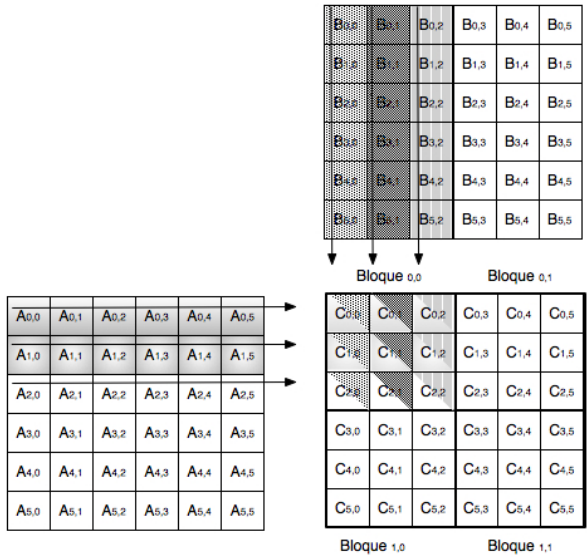 B0,0 B0,1 B0,2 B0,3 B0,4 B0,5
B1,0 B1,1 B1,2 B1,3 B1,4 B1,5
B2,0 B2,1 B2,2 B2,3 B2,4 B2,5
B3,0 B3,1 B3,2 B3,3 B3,4 B3,5
B4,0 B4,1 B4,2 B4,3 B4,4 B4,5
B5,0 B5,1 B5,2 B5,3 B5,4 B5,5
Bloque 0,0 Bloque 0,1
A0,0 A0,1 A0,2 A0,3 A0,4 A0,5 C0,0 C0,1 C0,2 C0,3 C0,4 C0,5
A1,0 A1,1 A1,2 A1,3 A1,4 A1,5 C1,0 C1,1 C1,2 C1,3 C1,4 C1,5
A2,0 A2,1 A2,2 A2,3 A2,4 A2,5 C2,0 C2,1 C2,2 C2,3 C2,4 C2,5
A3,0 A3,1 A3,2 A3,3 A3,4 A3,5 C3,0 C3,1 C3,2 C3,3 C3,4 C3,5
A4,0 A4,1 A4,2 A4,3 A4,4 A4,5 C4,0 C4,1 C4,2 C4,3 C4,4 C4,5
A5,0 A5,1 A5,2 A5,3 A5,4 A5,5 C5,0 C5,1 C5,2 C5,3 C5,4 C5,5
Bloque 1,0 Bloque 1,1